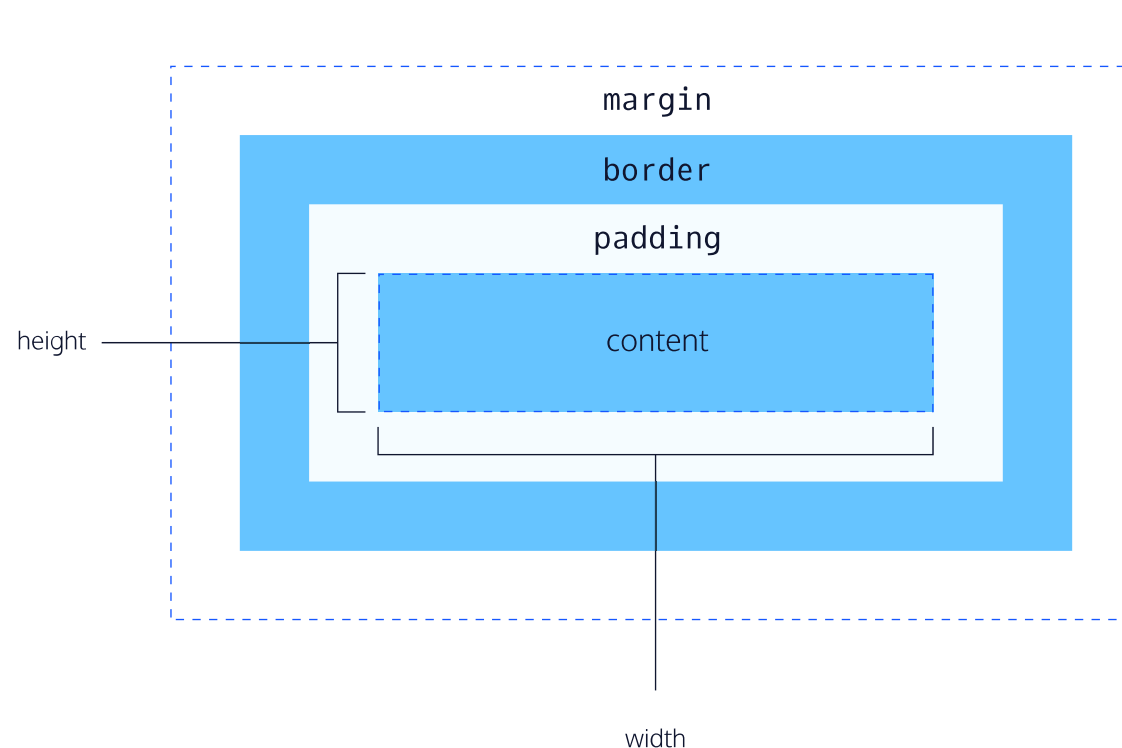 margin
border
padding
height
content
width